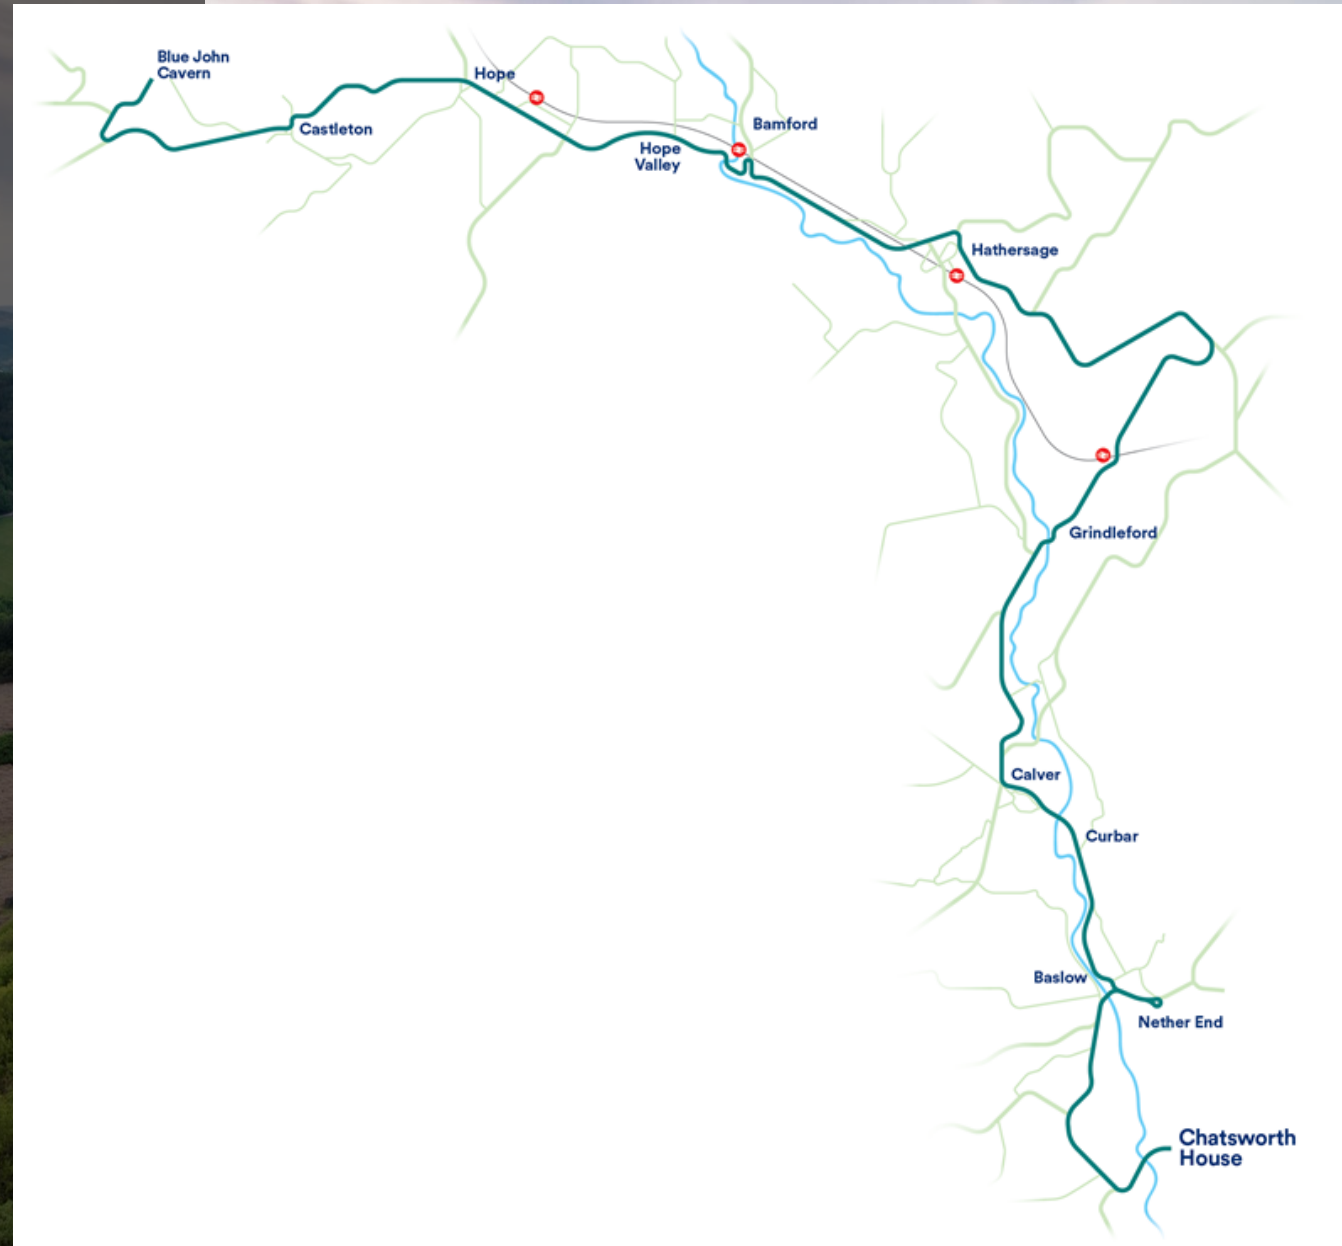 Blue John
Cavern
Hope
Castleton
Bamford
Hope
Valley
Hathersage
Grindleford
Calver
Curbar
Baslow
Nether End
Chatsworth
House